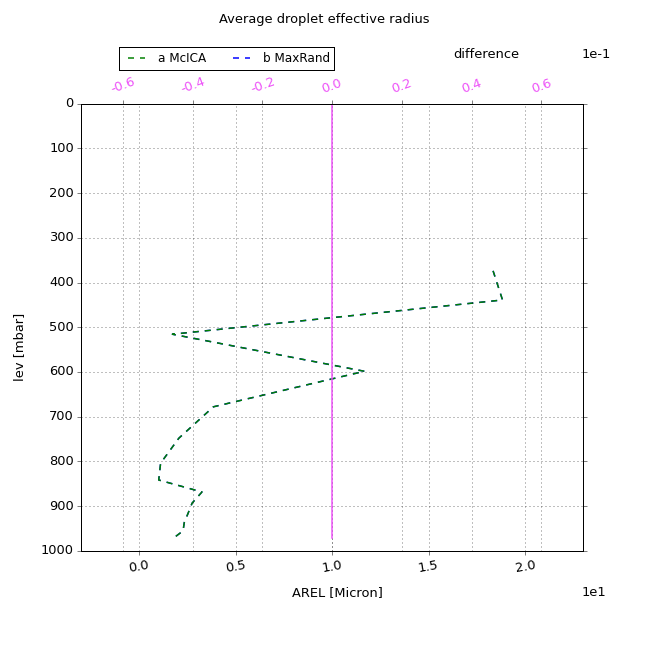 Average droplet effective radius
a McICA b MaxRand difference 1e-1
-0.6 -0.4 -0.2 0.0 0.2 0.4 0.6
0
100
200
300
400
500
600
700
800
900
1000
lev [mbar]
0.0 0.5 1.0 1.5 2.0
AREL [Micron] 1e1